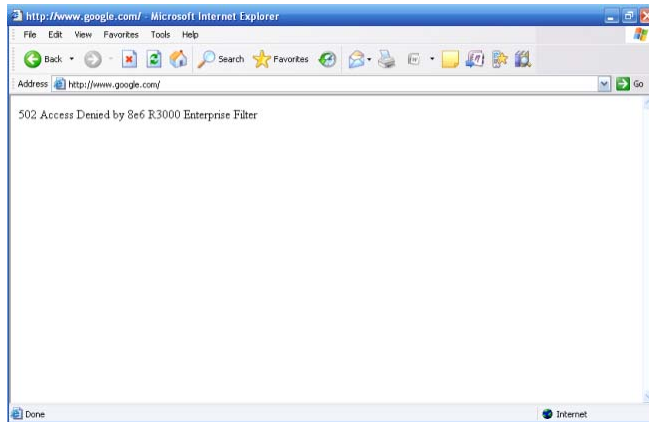 http://www.google.com/ - Microsoft Internet Explorer
File Edit View Favorites Tools Help
Back Search Favorites
Address http://www.google.com/ Go
502 Access Denied by 8e6 R3000 Enterprise Filter
Done Internet